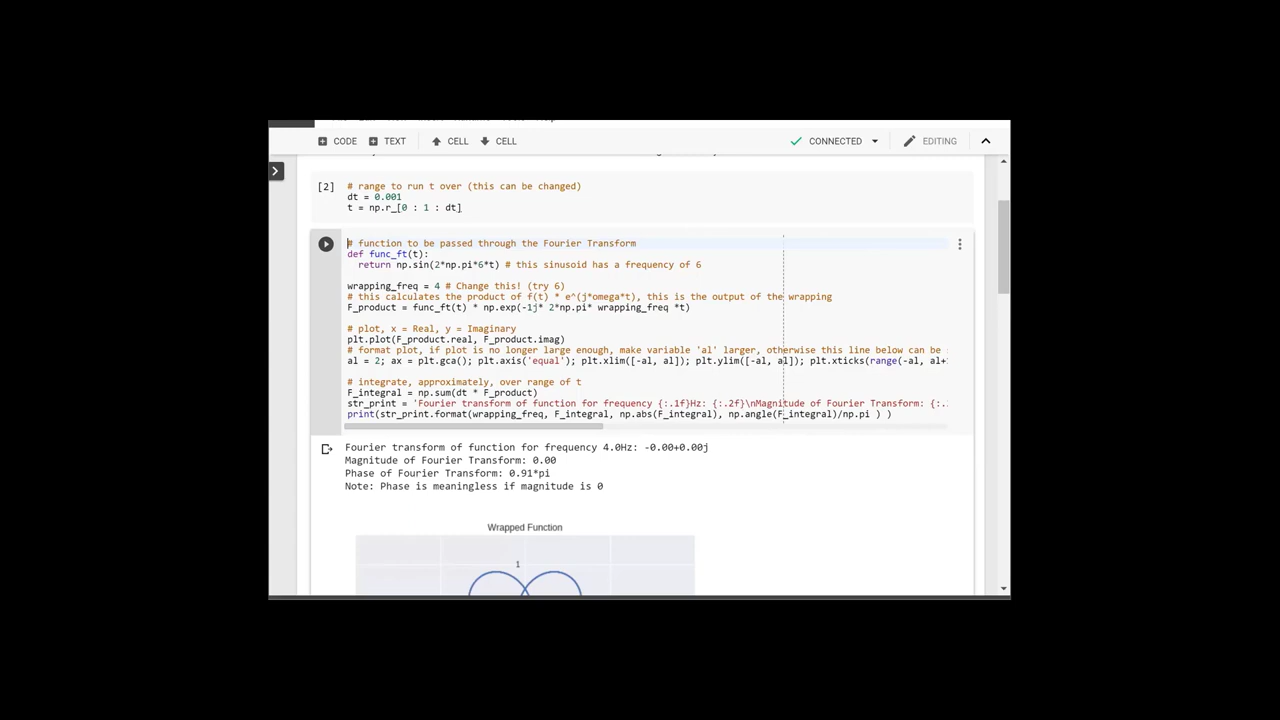 CODE TEXT CELL CELL CONNECTED EDITING
[2] # range to run t over (this can be changed)
dt = 0.001
t = np.r_[0 : 1 : dt]
# function to be passed through the Fourier Transform
def func_ft(t):
return np.sin(2*np.pi*6*t) # this sinusoid has a frequency of 6
wrapping_freq = 4 # Change this! (try 6)
# this calculates the product of f(t) * e^(j*omega*t), this is the output of the wrapping
F_product = func_ft(t) * np.exp(-1j* 2*np.pi* wrapping_freq *t)
# plot, x = Real, y = Imaginary
plt.plot(F_product.real, F_product.imag)
# format plot, if plot is no longer large enough, make variable 'al' larger, otherwise this line below can be
al = 2; ax = plt.gca(); plt.axis('equal'); plt.xlim([-al, al]); plt.ylim([-al, al]); plt.xticks(range(-al, al+
# integrate, approximately, over range of t
F_integral = np.sum(dt * F_product)
str_print = 'Fourier transform of function for frequency {:.1f}Hz: {:.2f}\nMagnitude of Fourier Transform: {:.
print(str_print.format(wrapping_freq, F_integral, np.abs(F_integral), np.angle(F_integral)/np.pi ) )
Fourier transform of function for frequency 4.0Hz: -0.00+0.00j
Magnitude of Fourier Transform: 0.00
Phase of Fourier Transform: 0.91*pi
Note: Phase is meaningless if magnitude is 0
Wrapped Function
1